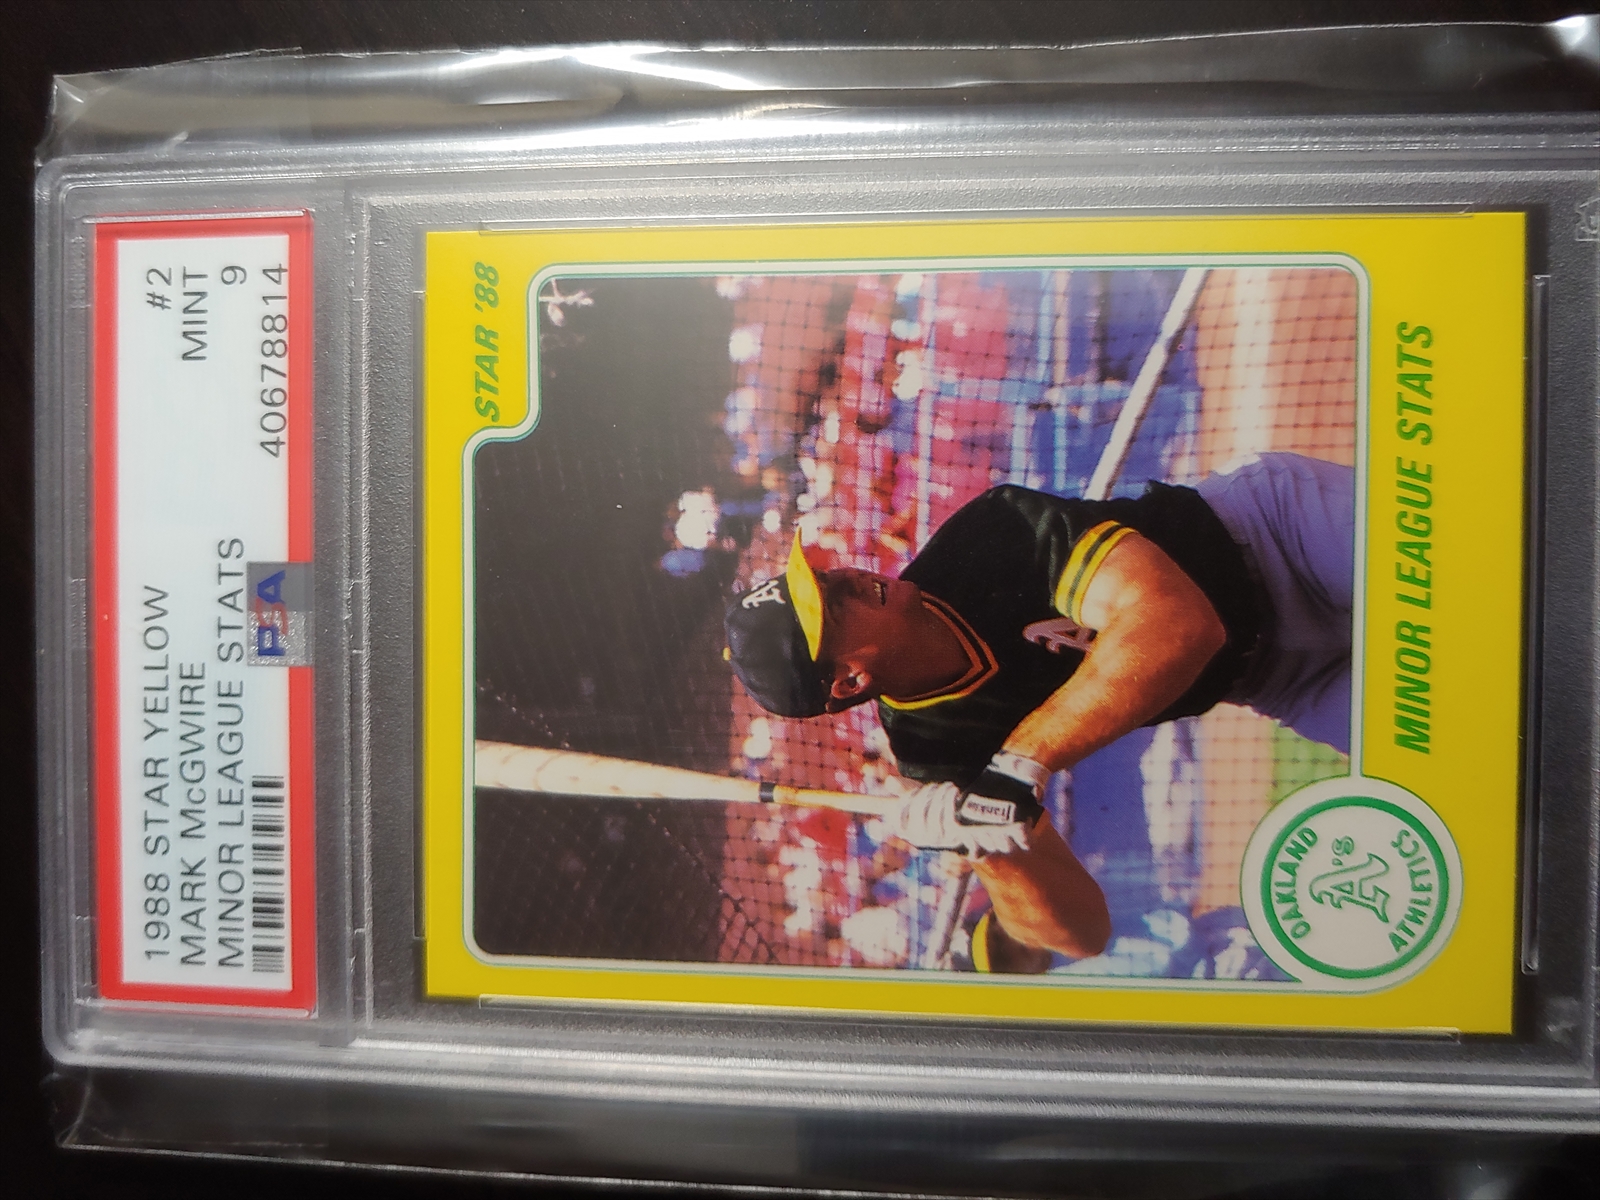 1988 STAR YELLOW #2
MARK McGWIRE MINT
MINOR LEAGUE STATS 9
PSA 40678814
STAR '88
A's
A
Franklin
OAKLAND
A's
ATHLETICS
MINOR LEAGUE STATS